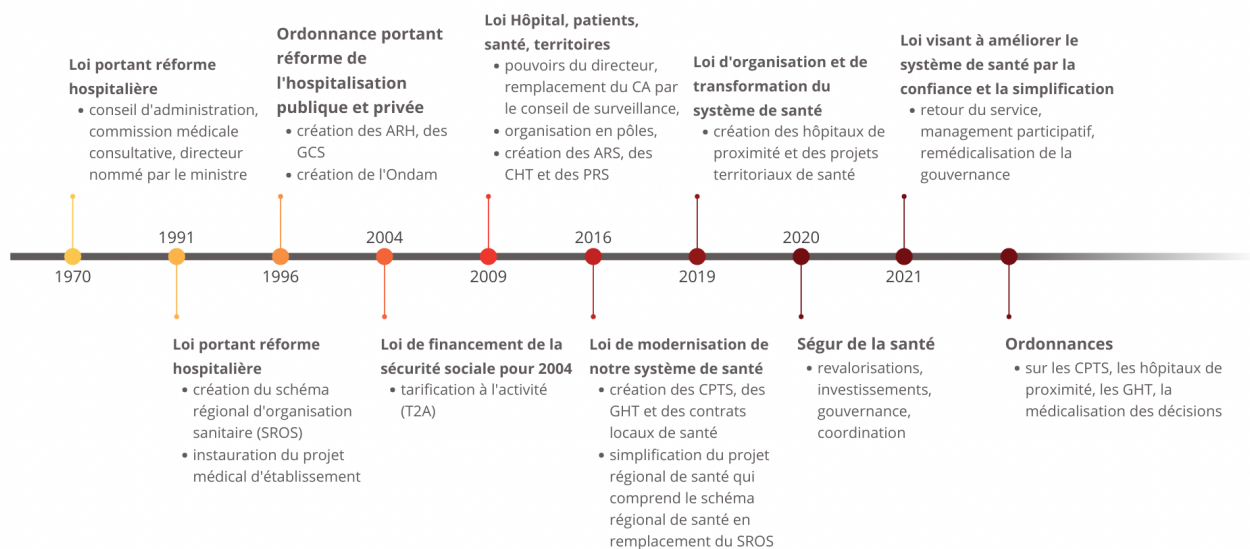 Loi portant réforme
hospitalière
• conseil d'administration,
commission médicale
consultative, directeur
nommé par le ministre
1970
1991
Loi portant réforme
hospitalière
• création du schéma
régional d'organisation
sanitaire (SROS)
• instauration du projet
médical d'établissement
Ordonnance portant
réforme de
l'hospitalisation
publique et privée
• création des ARH, des
GCS
• création de l'Ondam
1996
2004
Loi de financement de la
sécurité sociale pour 2004
• tarification à l'activité
(T2A)
Loi Hôpital, patients,
santé, territoires
• pouvoirs du directeur,
remplacement du CA par
le conseil de surveillance,
• organisation en pôles,
• création des ARS, des
CHT et des PRS
2009
2016
Loi de modernisation de
notre système de santé
• création des CPTS, des
GHT et des contrats
locaux de santé
• simplification du projet
régional de santé qui
comprend le schéma
régional de santé en
remplacement du SROS
Loi d'organisation et de
transformation du
système de santé
• création des hôpitaux de
proximité et des projets
territoriaux de santé
2019
2020
Ségur de la santé
• revalorisations,
investissements,
gouvernance,
coordination
Loi visant à améliorer le
système de santé par la
confiance et la simplification
• retour du service,
management participatif,
remédicalisation de la
gouvernance
2021
Ordonnances
• sur les CPTS, les hôpitaux de
proximité, les GHT, la
médicalisation des décisions